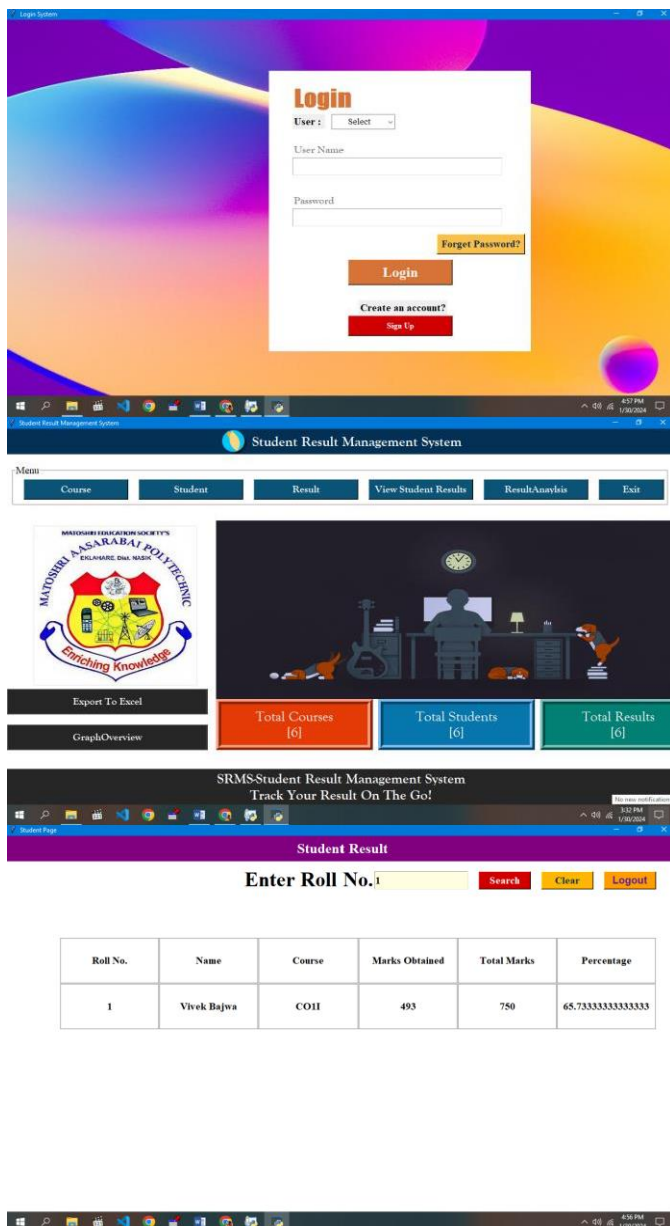 Login System
Login
User : Select
User Name
Password
Forget Password?
Login
Create an account?
Sign Up
4:57 PM
1/30/2024
Student Result Management System
Student Result Management System
Menu
Course Student Result View Student Results ResultAnaylsis Exit
MATOSHRI EDUCATION SOCIETY'S
MATOSHRI AASARABAI POLYTECHNIC
EKLAHARE, Dist. NASIK
Enriching Knowledge
Export To Excel
GraphOverview
Total Courses Total Students Total Results
[6] [6] [6]
SRMS-Student Result Management System
Track Your Result On The Go!
No new notifications
3:32 PM
1/30/2024
Student Page
Student Result
Enter Roll No. 1 Search Clear Logout
Roll No. Name Course Marks Obtained Total Marks Percentage
1 Vivek Bajwa CO1I 493 750 65.73333333333333
4:56 PM
1/30/2024